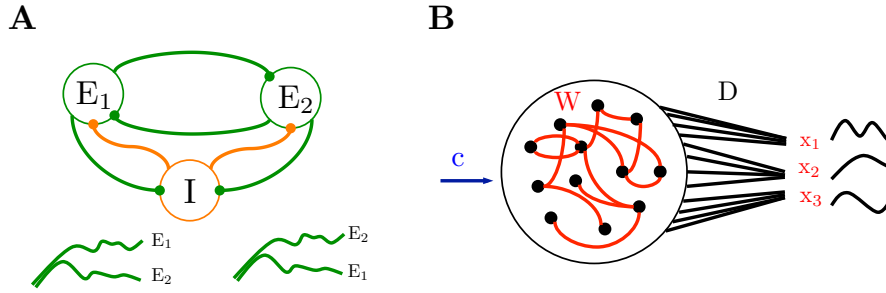 A
E₁
E₂
I
E₁
E₂
E₂
E₁
B
c
W
D
x₁
x₂
x₃